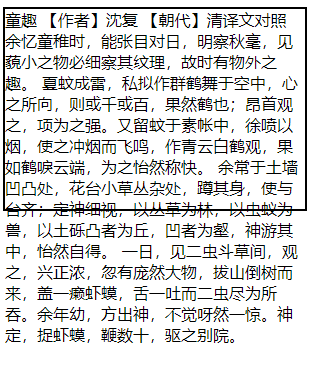 童趣 【作者】沈复 【朝代】清译文对照
余忆童稚时，能张目对日，明察秋毫，见
藐小之物必细察其纹理，故时有物外之
趣。 夏蚊成雷，私拟作群鹤舞于空中，心
之所向，则或千或百，果然鹤也；昂首观
之，项为之强。又留蚊于素帐中，徐喷以
烟，使之冲烟而飞鸣，作青云白鹤观，果
如鹤唳云端，为之怡然称快。 余常于土墙
凹凸处，花台小草丛杂处，蹲其身，使与
台齐；定神细视，以丛草为林，以虫蚁为
兽，以土砾凸者为丘，凹者为壑，神游其
中，怡然自得。 一日，见二虫斗草间，观
之，兴正浓，忽有庞然大物，拔山倒树而
来，盖一癞虾蟆，舌一吐而二虫尽为所
吞。余年幼，方出神，不觉呀然一惊。神
定，捉虾蟆，鞭数十，驱之别院。